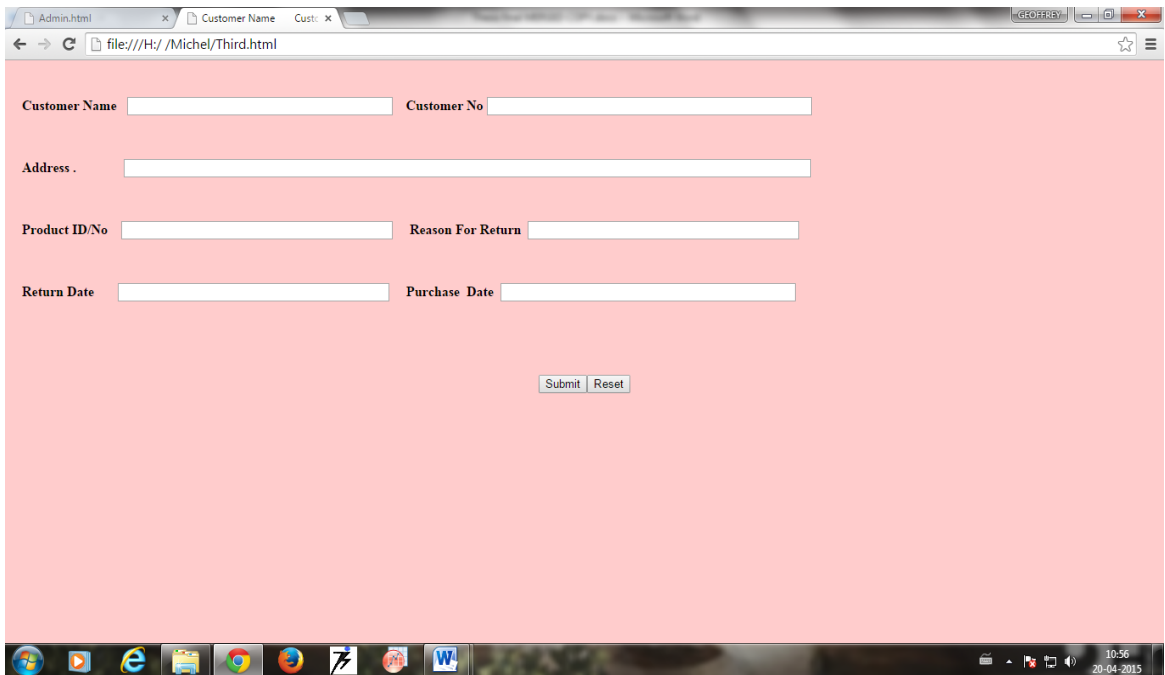 Admin.html × Customer Name Custo × GEOFFREY
file:///H:/ /Michel/Third.html
Customer Name Customer No
Address .
Product ID/No Reason For Return
Return Date Purchase Date
Submit Reset
10:56
20-04-2015